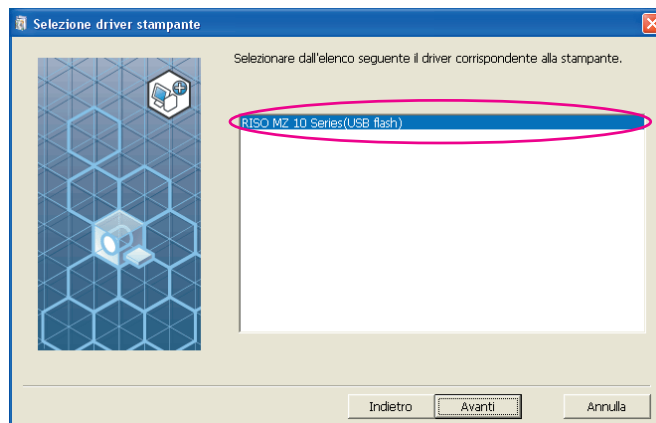 Selezione driver stampante
Selezionare dall'elenco seguente il driver corrispondente alla stampante.
RISO MZ 10 Series(USB flash)
Indietro
Avanti
Annulla